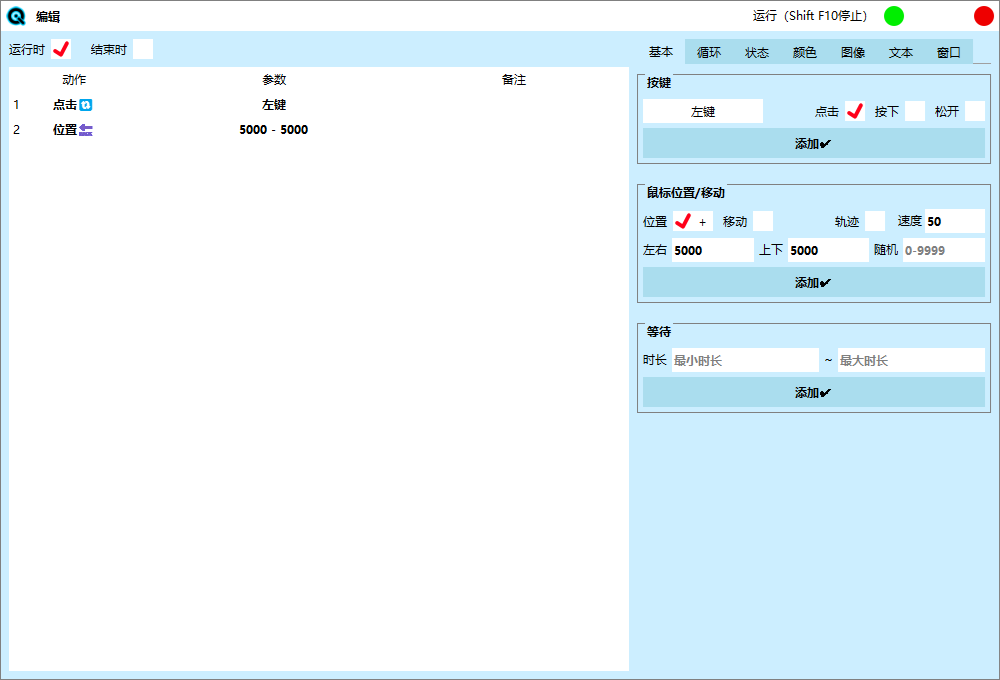 编辑 运行（Shift F10停止）
运行时 结束时
基本 循环 状态 颜色 图像 文本 窗口
动作 参数 备注
1 点击 左键
2 位置 5000 - 5000
按键
左键 点击 按下 松开
添加✔
鼠标位置/移动
位置 + 移动 轨迹 速度 50
左右 5000 上下 5000 随机 0-9999
添加✔
等待
时长 最小时长 ~ 最大时长
添加✔